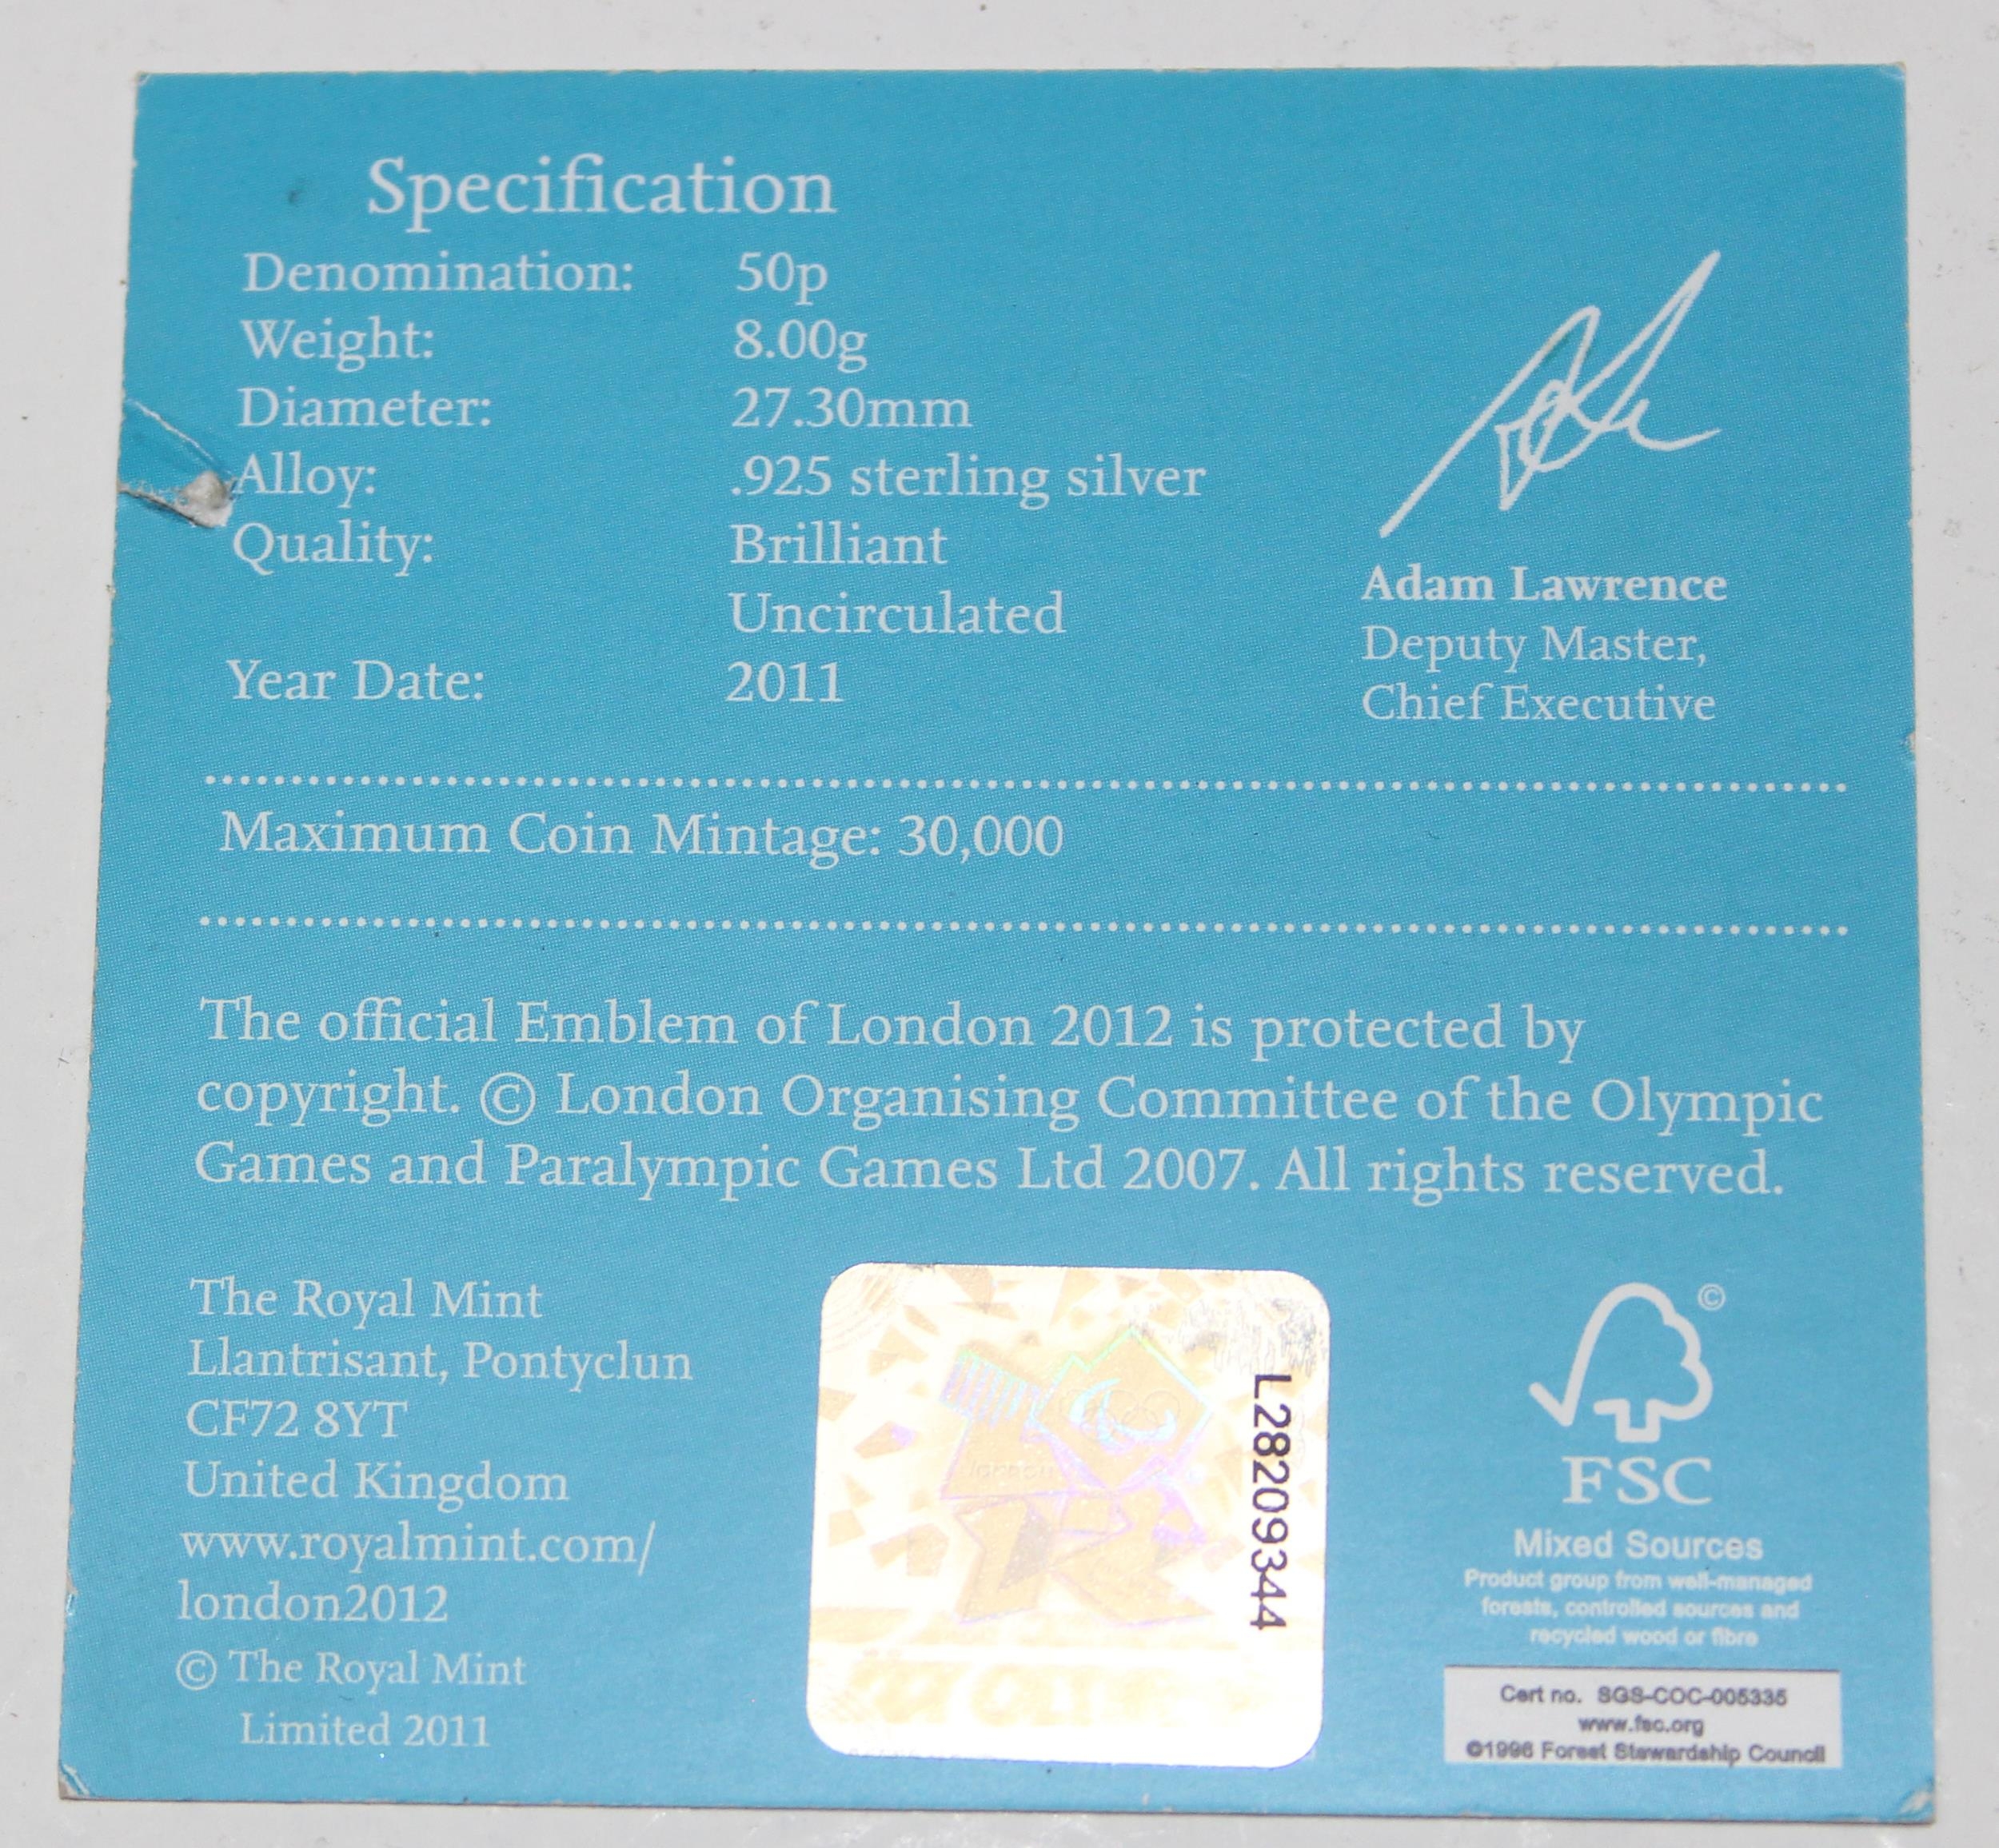 Specification
Denomination: 50p
Weight: 8.00g
Diameter: 27.30mm
Alloy: .925 sterling silver
Quality: Brilliant
Uncirculated
Year Date: 2011
Adam Lawrence
Deputy Master,
Chief Executive
Maximum Coin Mintage: 30,000
The official Emblem of London 2012 is protected by
copyright. © London Organising Committee of the Olympic
Games and Paralympic Games Ltd 2007. All rights reserved.
The Royal Mint
Llantrisant, Pontyclun
CF72 8YT
United Kingdom
www.royalmint.com/
london2012
© The Royal Mint
Limited 2011
L28209344
©
FSC
Mixed Sources
Product group from well-managed
forests, controlled sources and
recycled wood or fibre
Cert no. SGS-COC-005335
www.fsc.org
©1996 Forest Stewardship Council